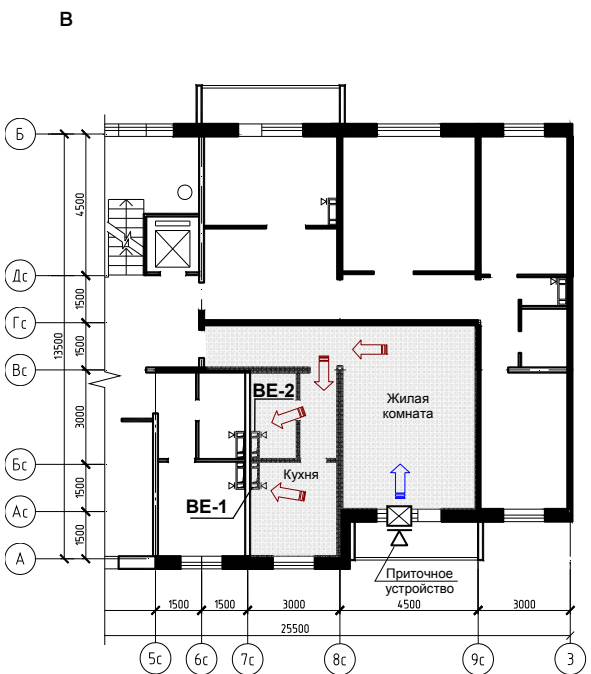 В
Б
4500
Дс
1500
Гс
1500
13500
Вс
3000
Бс
1500
Ас
1500
А
ВЕ-2
Жилая
комната
Кухня
ВЕ-1
Приточное
устройство
1500 1500 3000 4500 3000
25500
5с 6с 7с 8с 9с 3